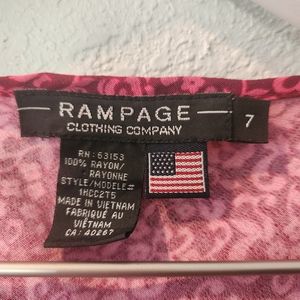 RAMPAGE
CLOTHING COMPANY
7
RN: 63153
100% RAYON/
RAYONNE
STYLE/MODELE#
1HCC2T5
MADE IN VIETNAM
FABRIQUÉ AU
VIÊTNAM
CA: 40267